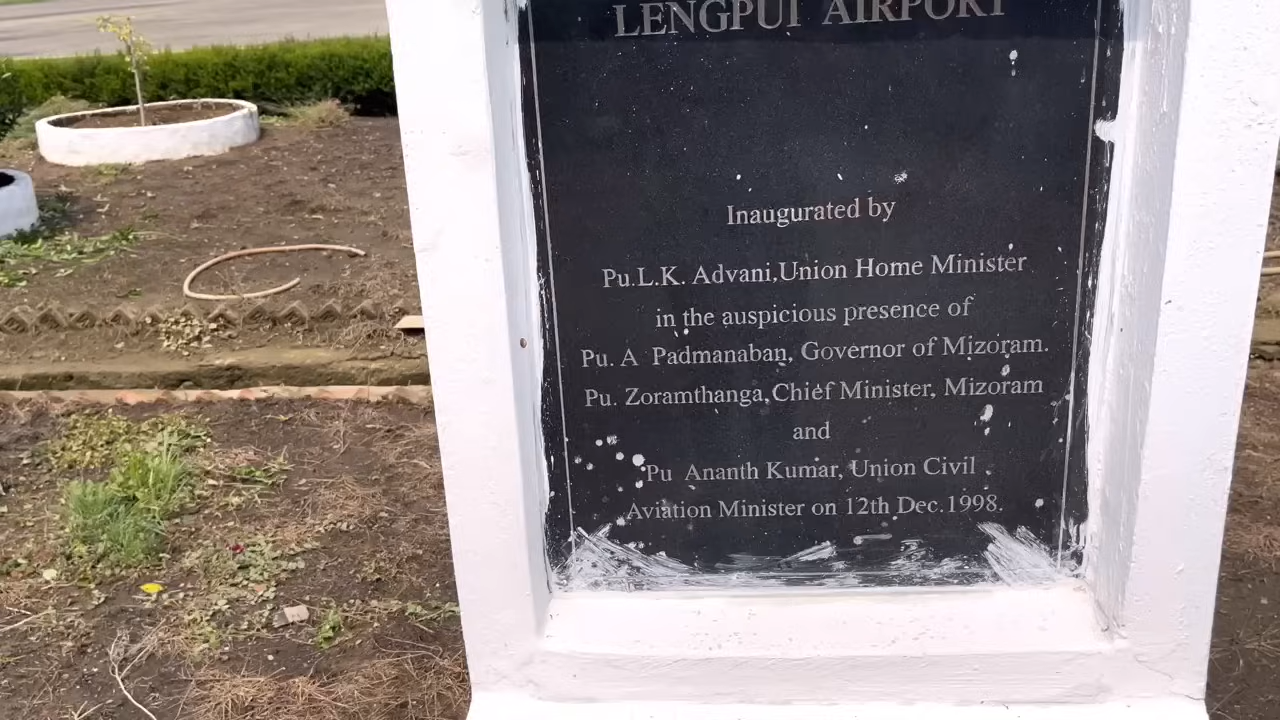 LENGPUI AIRPORT
Inaugurated by
Pu.L.K. Advani,Union Home Minister
in the auspicious presence of
Pu. A Padmanaban, Governor of Mizoram.
Pu. Zoramthanga,Chief Minister, Mizoram
and
Pu Ananth Kumar, Union Civil
Aviation Minister on 12th Dec.1998.